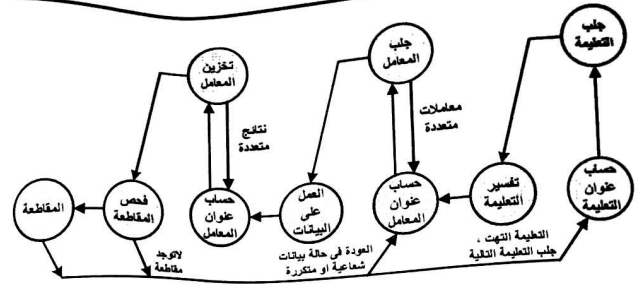 جلب
التعليمة
جلب
المعامل
تخزين
المعامل
معاملات
متعددة
نتائج
متعددة
حساب
عنوان
التعليمة
تفسير
التعليمة
حساب
عنوان
المعامل
العمل
على
البيانات
حساب
عنوان
المعامل
فحص
المقاطعة
المقاطعة
التعليمة انتهت ،
جلب التعليمة التالية
العودة فى حالة بيانات
شعاعية او متكررة
لاتوجد
مقاطعة